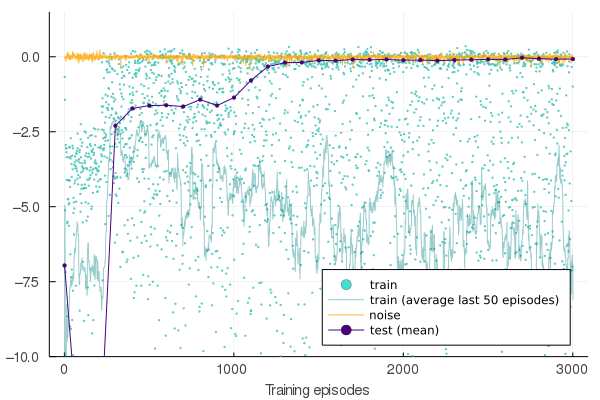 0.0
−2.5
−5.0
−7.5
−10.0
train
train (average last 50 episodes)
noise
test (mean)
0
1000
2000
3000
Training episodes